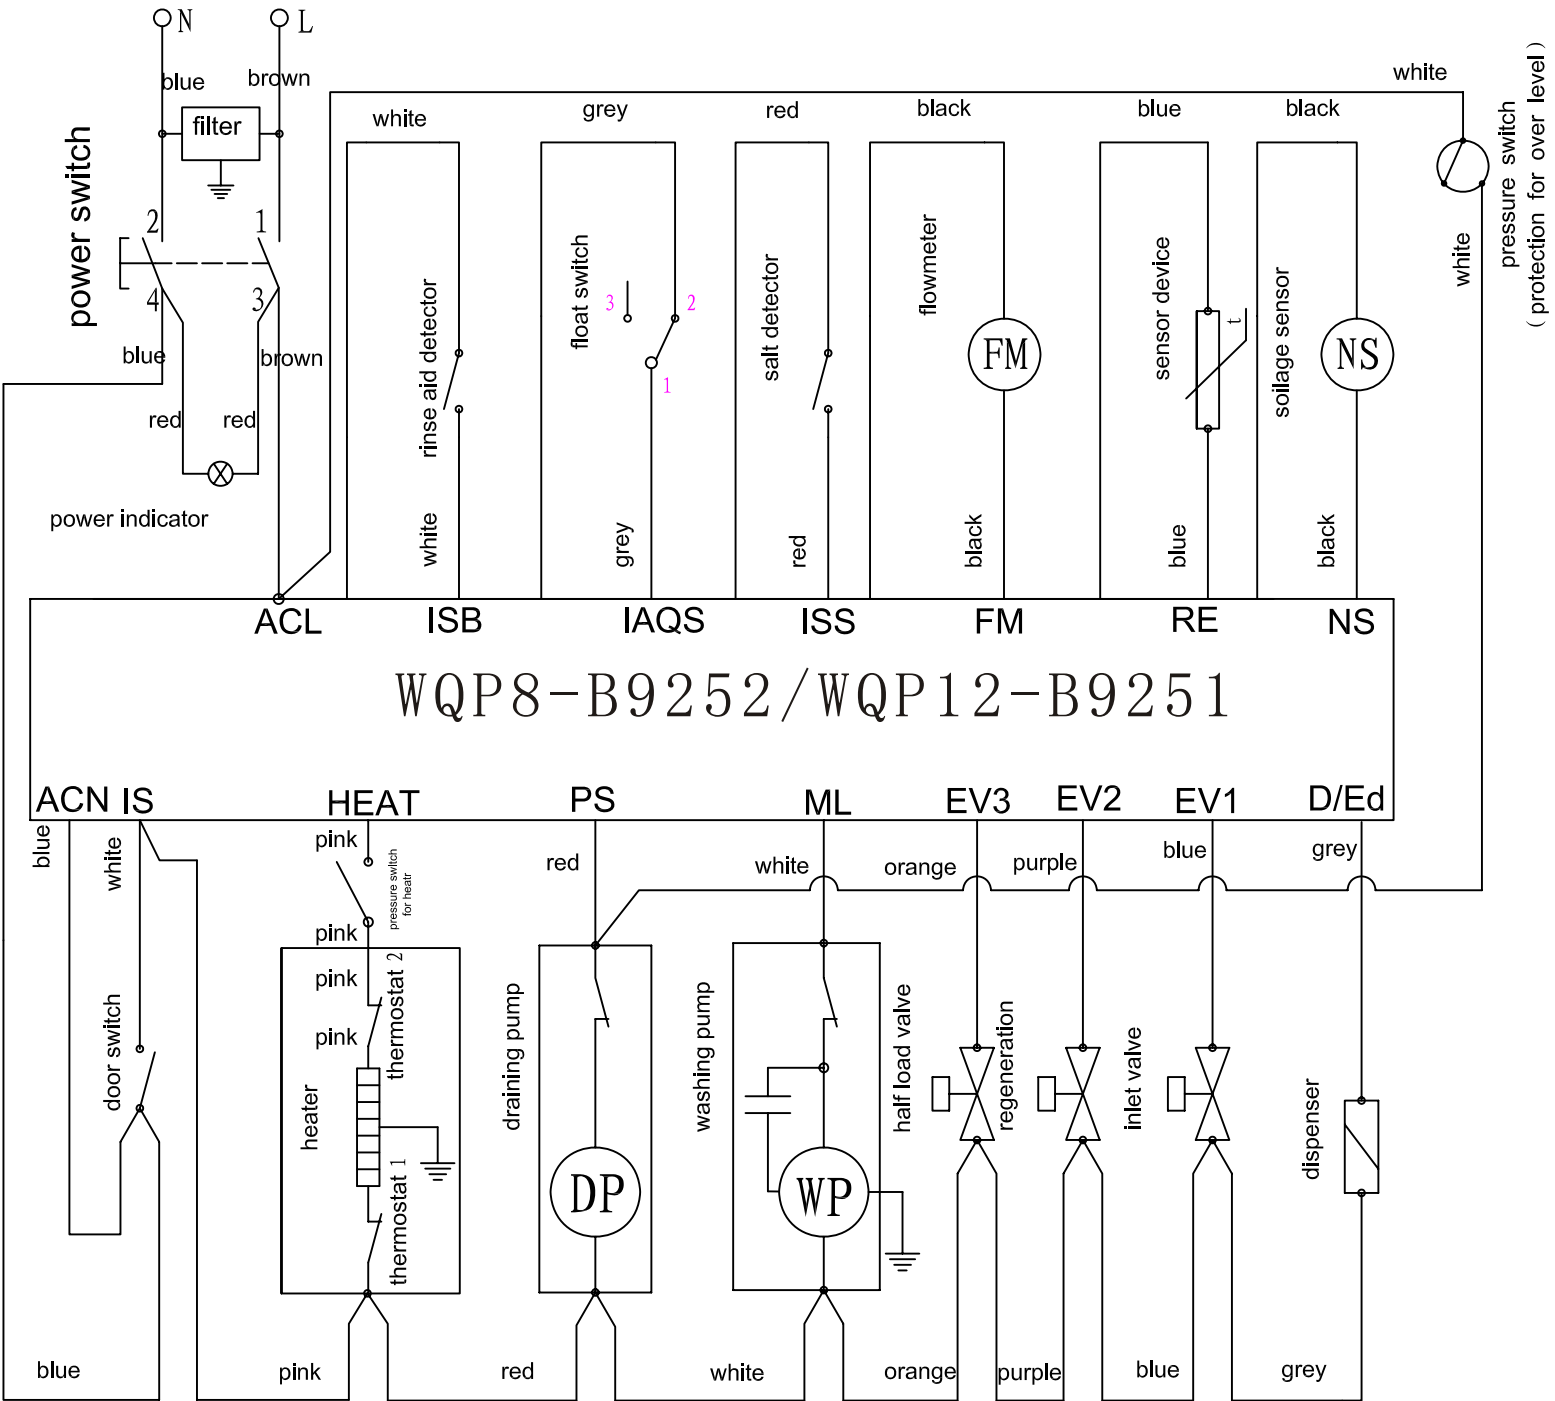 N
L
blue
brown
filter
power switch
2
1
4
3
blue
brown
red
red
power indicator
white
grey
red
black
blue
black
white
pressure switch
( protection for over level )
white
rinse aid detector
float switch
3
2
1
salt detector
flowmeter
FM
sensor device
t
soilage sensor
NS
white
grey
red
black
blue
black
ACL
ISB
IAQS
ISS
FM
RE
NS
WQP8-B9252/WQP12-B9251
ACN
IS
HEAT
PS
ML
EV3
EV2
EV1
D/Ed
blue
white
pink
pressure switch
for heatr
pink
pink
pink
red
white
orange
purple
blue
grey
door switch
heater
thermostat 2
thermostat 1
draining pump
DP
washing pump
WP
half load valve
regeneration
inlet valve
dispenser
blue
pink
red
white
orange
purple
blue
grey